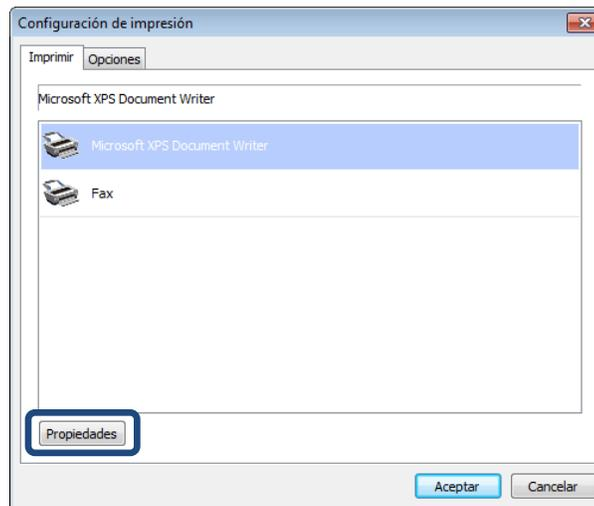 Configuración de impresión
Imprimir Opciones
Microsoft XPS Document Writer
Microsoft XPS Document Writer
Fax
Propiedades
Aceptar Cancelar